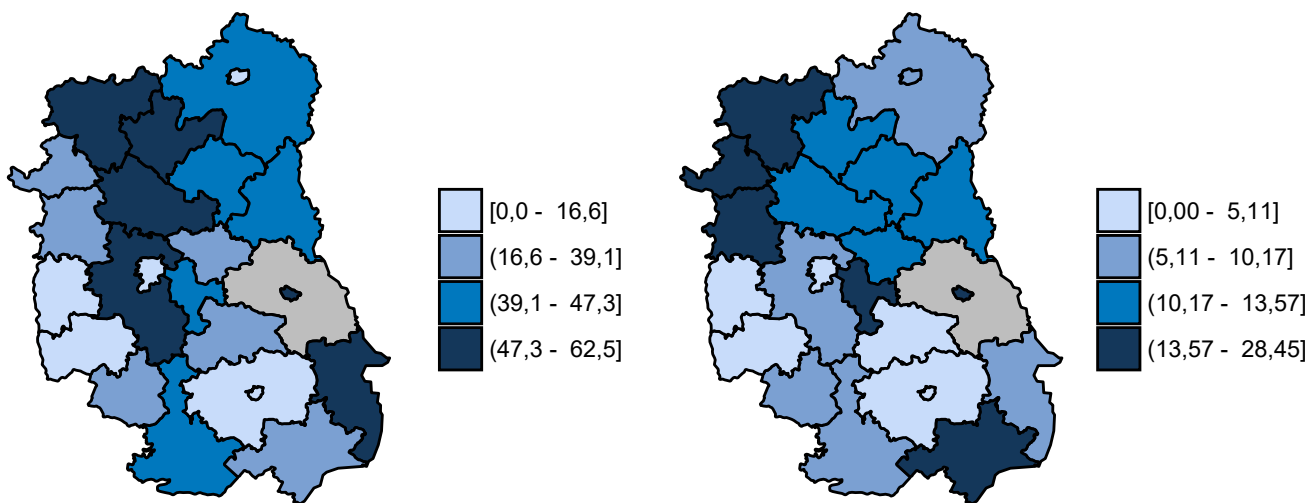 [0,0 - 16,6]
(16,6 - 39,1]
(39,1 - 47,3]
(47,3 - 62,5]
[0,00 - 5,11]
(5,11 - 10,17]
(10,17 - 13,57]
(13,57 - 28,45]